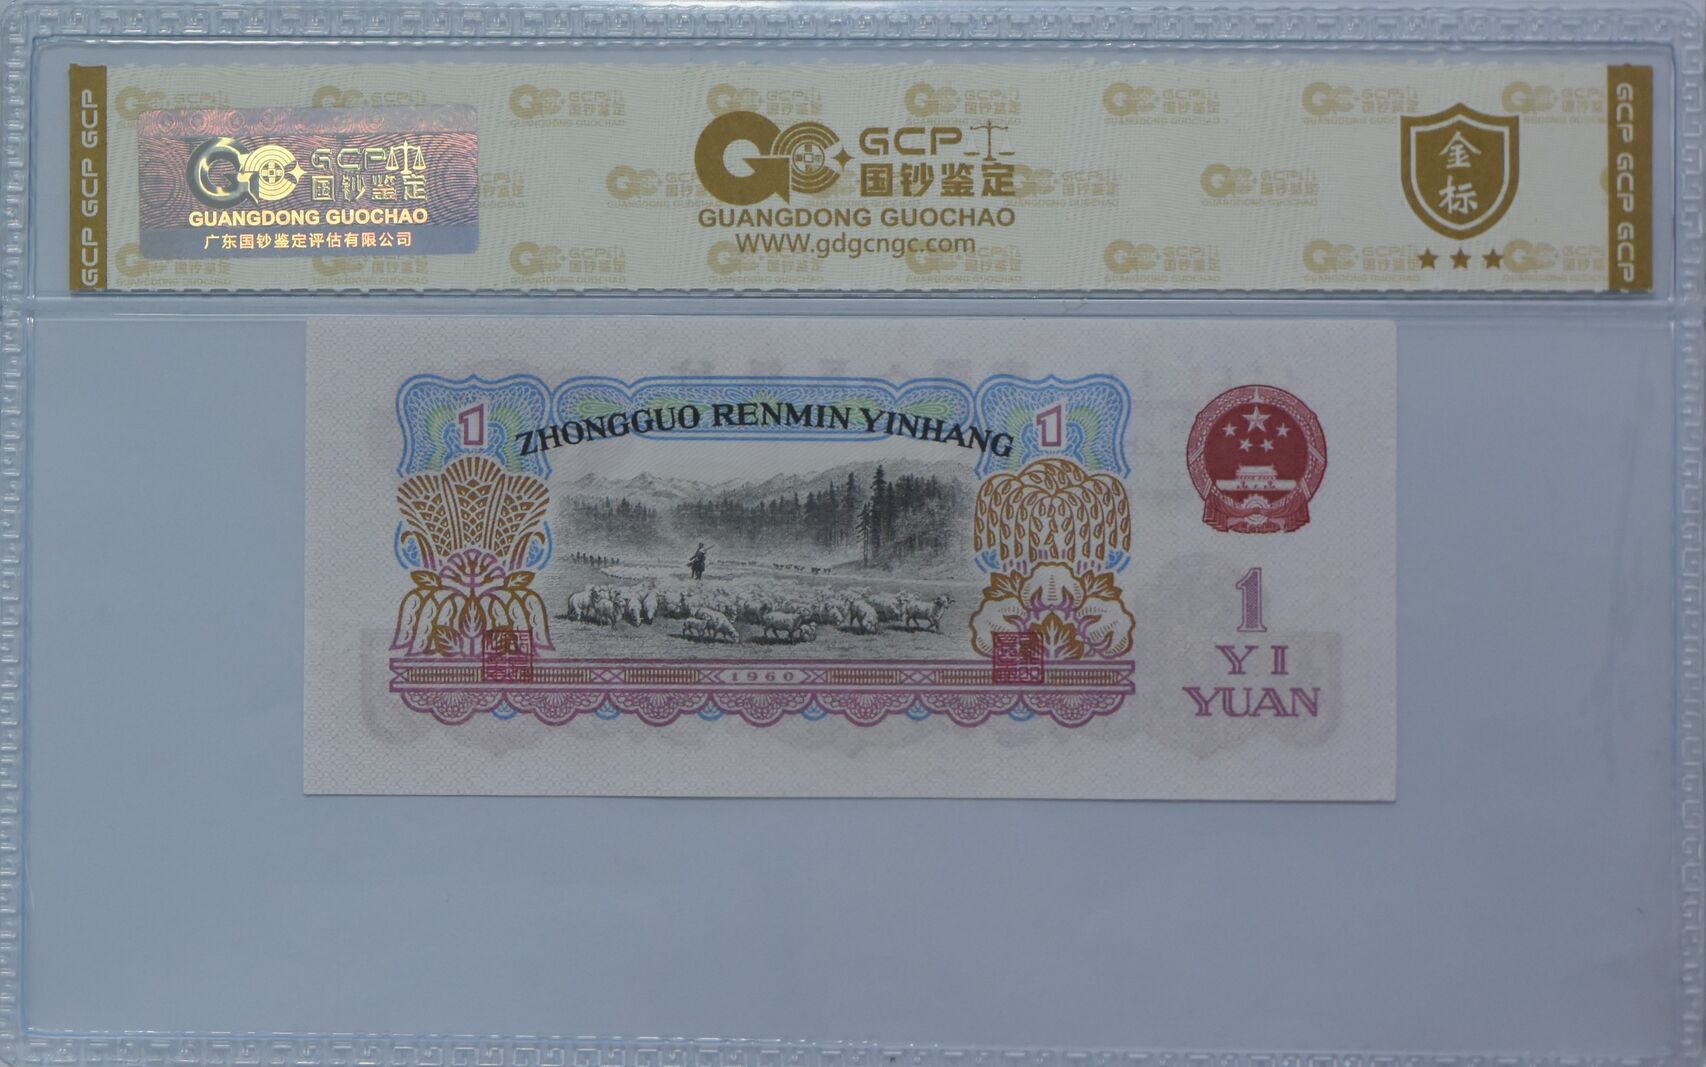 GCP GCP GCP
GCP
国钞鉴定
GUANGDONG GUOCHAO
广东国钞鉴定评估有限公司
GCP
国钞鉴定
GUANGDONG GUOCHAO
WWW.gdgcngc.com
金
标
GCP GCP GCP
1
ZHONGGUO RENMIN YINHANG
1
1960
1
YI
YUAN